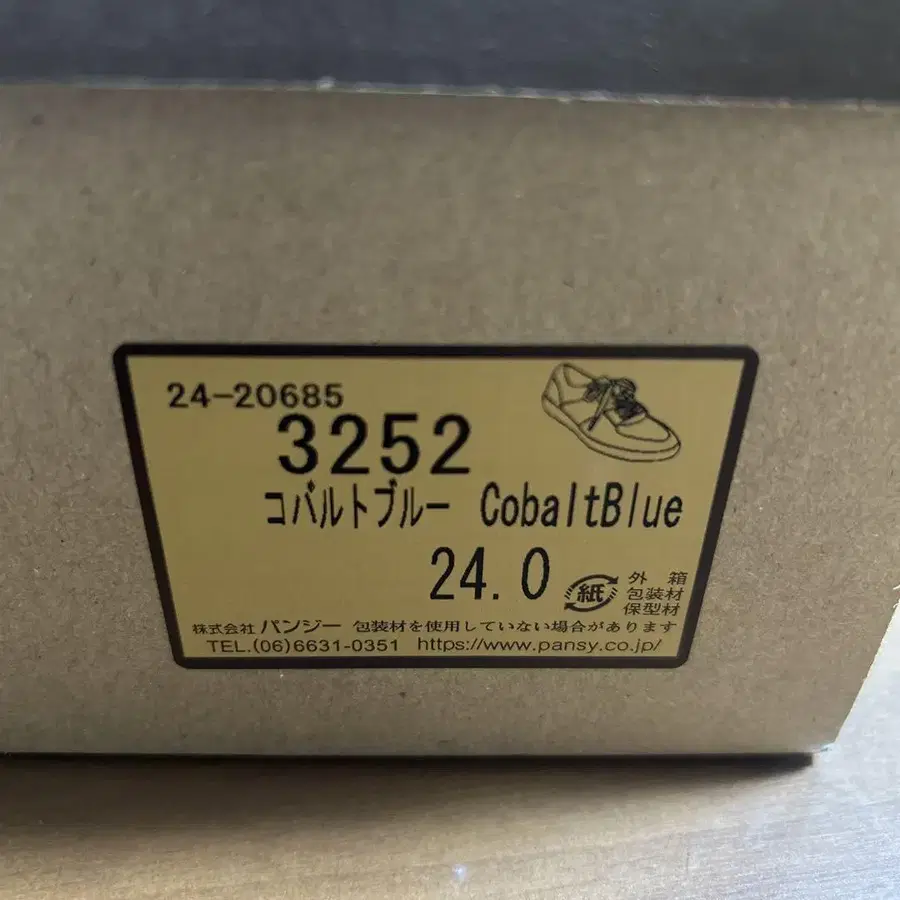 24-20685
3252
コバルトブルー CobaltBlue
24.0
紙
外箱
包装材
保型材
株式会社 パンジー 包装材を使用していない場合があります
TEL.(06)6631-0351 https://www.pansy.co.jp/